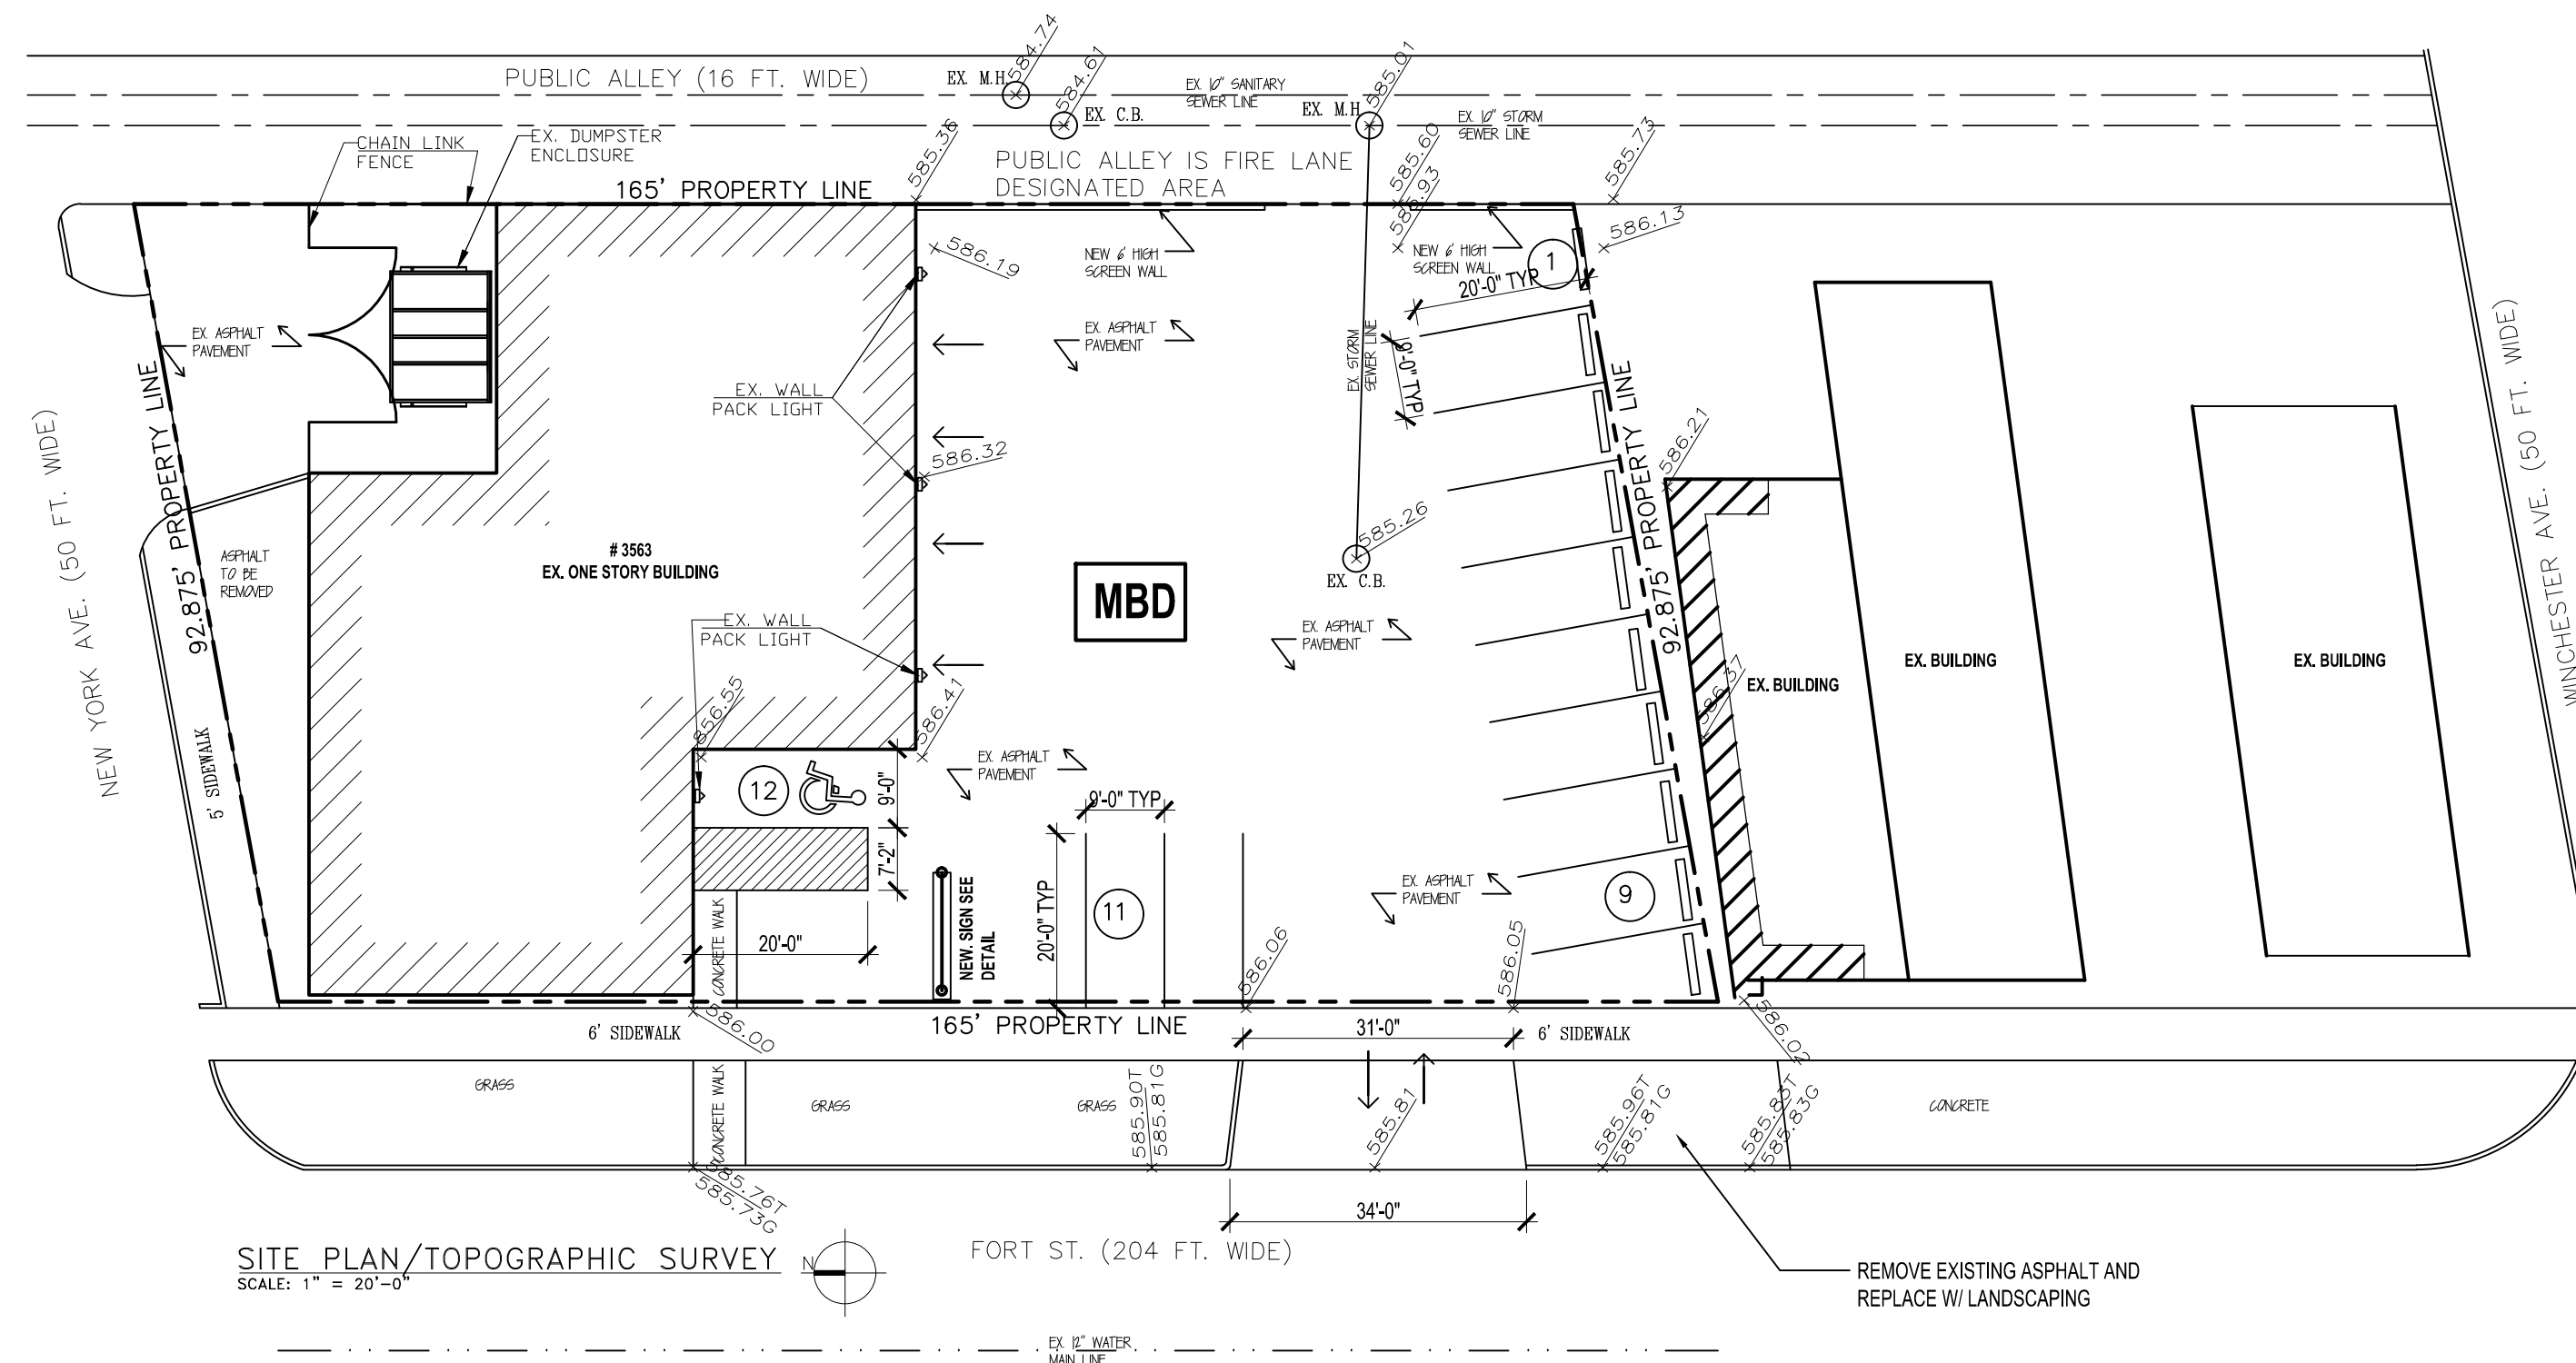 PUBLIC ALLEY (16 FT. WIDE)
EX. M.H.
584.74
584.61
EX. C.B.
EX. 10" SANITARY
SEWER LINE
EX. M.H
585.01
EX. 10" STORM
SEWER LINE
CHAIN LINK
FENCE
EX. DUMPSTER
ENCLOSURE
165' PROPERTY LINE
585.36
PUBLIC ALLEY IS FIRE LANE
DESIGNATED AREA
585.60
585.93
585.73
586.13
586.19
NEW 6' HIGH
SCREEN WALL
NEW 6' HIGH
SCREEN WALL
1
20'-0" TYP
9'-0" TYP
EX. ASPHALT
PAVEMENT
EX. ASPHALT
PAVEMENT
EX. STORM
SEWER LINE
EX. WALL
PACK LIGHT
586.32
NEW YORK AVE. (50 FT. WIDE)
92.875' PROPERTY LINE
92.875' PROPERTY LINE
586.21
WINCHESTER AVE. (50 FT. WIDE)
ASPHALT
TO BE
REMOVED
# 3563
EX. ONE STORY BUILDING
585.26
EX. C.B.
MBD
EX. WALL
PACK LIGHT
EX. ASPHALT
PAVEMENT
EX. BUILDING
EX. BUILDING
EX. BUILDING
586.37
5' SIDEWALK
856.55
586.41
12
9'-0"
7'-2"
20'-0"
EX. ASPHALT
PAVEMENT
9'-0" TYP
20'-0" TYP
11
EX. ASPHALT
PAVEMENT
9
CONCRETE WALK
NEW. SIGN SEE
DETAIL
586.06
586.05
586.00
586.02
6' SIDEWALK
165' PROPERTY LINE
31'-0"
6' SIDEWALK
GRASS
CONCRETE WALK
GRASS
GRASS
585.90T
585.81G
585.81
585.96T
585.81G
585.83T
585.83G
CONCRETE
585.76T
585.73G
34'-0"
SITE PLAN/TOPOGRAPHIC SURVEY
SCALE: 1" = 20'-0"
N
FORT ST. (204 FT. WIDE)
REMOVE EXISTING ASPHALT AND
REPLACE W/ LANDSCAPING
EX. 12" WATER
MAIN LINE